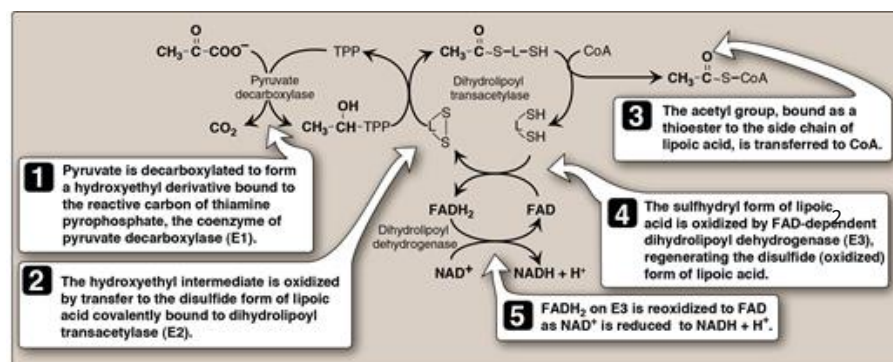 O
CH₃-C-COO⁻
TPP
Pyruvate
decarboxylase
CO₂
OH
CH₃-CH-TPP
O
CH₃-C-S-L-SH
CoA
Dihydrolipoyl
transacetylase
S
L
S
SH
L
SH
O
CH₃-C-S-CoA
3
The acetyl group, bound as a
thioester to the side chain of
lipoic acid, is transferred to CoA.
1
Pyruvate is decarboxylated to form
a hydroxyethyl derivative bound to
the reactive carbon of thiamine
pyrophosphate, the coenzyme of
pyruvate decarboxylase (E1).
FADH₂
FAD
Dihydrolipoyl
dehydrogenase
NAD⁺
NADH + H⁺
4
The sulfhydryl form of lipoic
acid is oxidized by FAD-dependent
dihydrolipoyl dehydrogenase (E3),
regenerating the disulfide (oxidized)
form of lipoic acid.
2
2
The hydroxyethyl intermediate is oxidized
by transfer to the disulfide form of lipoic
acid covalently bound to dihydrolipoyl
transacetylase (E2).
5
FADH₂ on E3 is reoxidized to FAD
as NAD⁺ is reduced to NADH + H⁺.